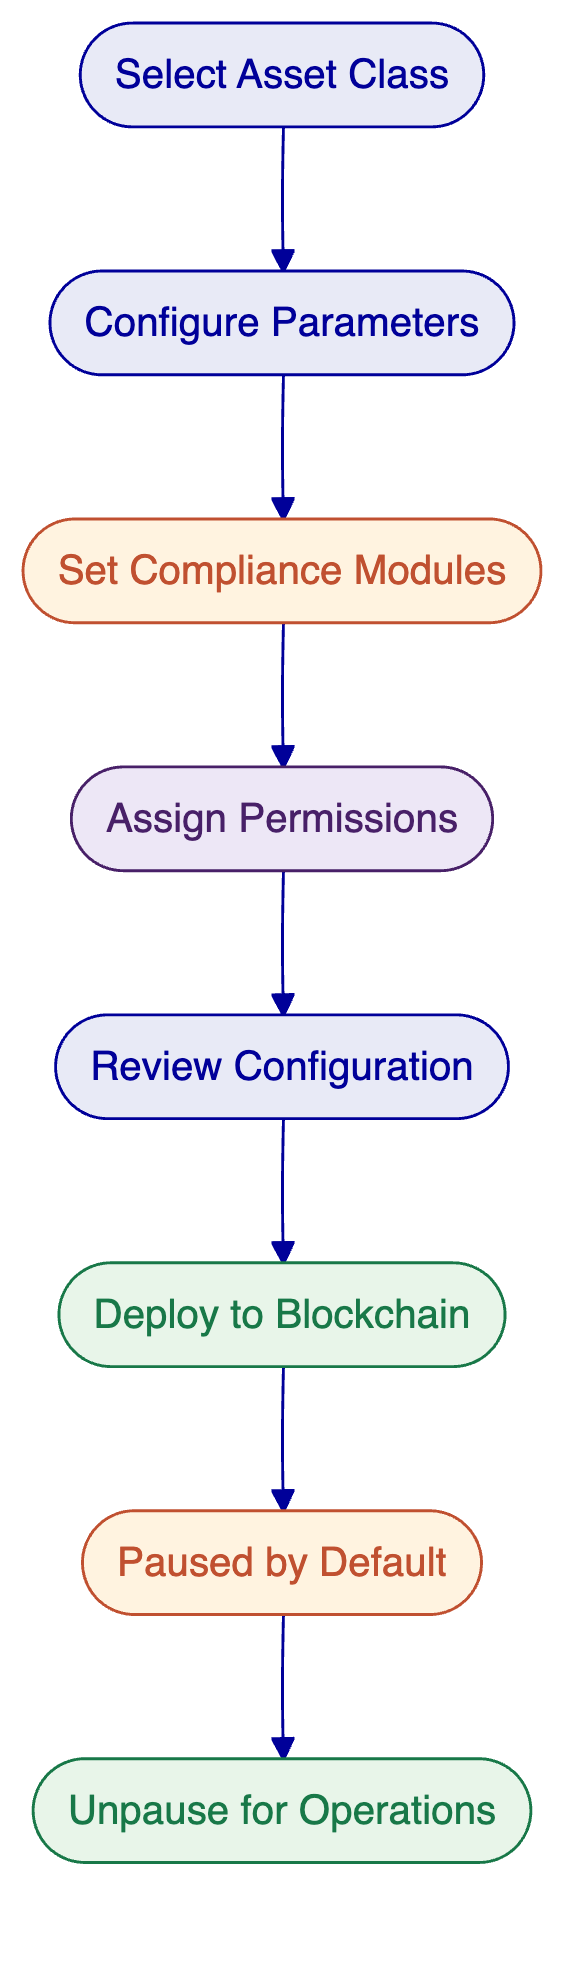 Select Asset Class
Configure Parameters
Set Compliance Modules
Assign Permissions
Review Configuration
Deploy to Blockchain
Paused by Default
Unpause for Operations